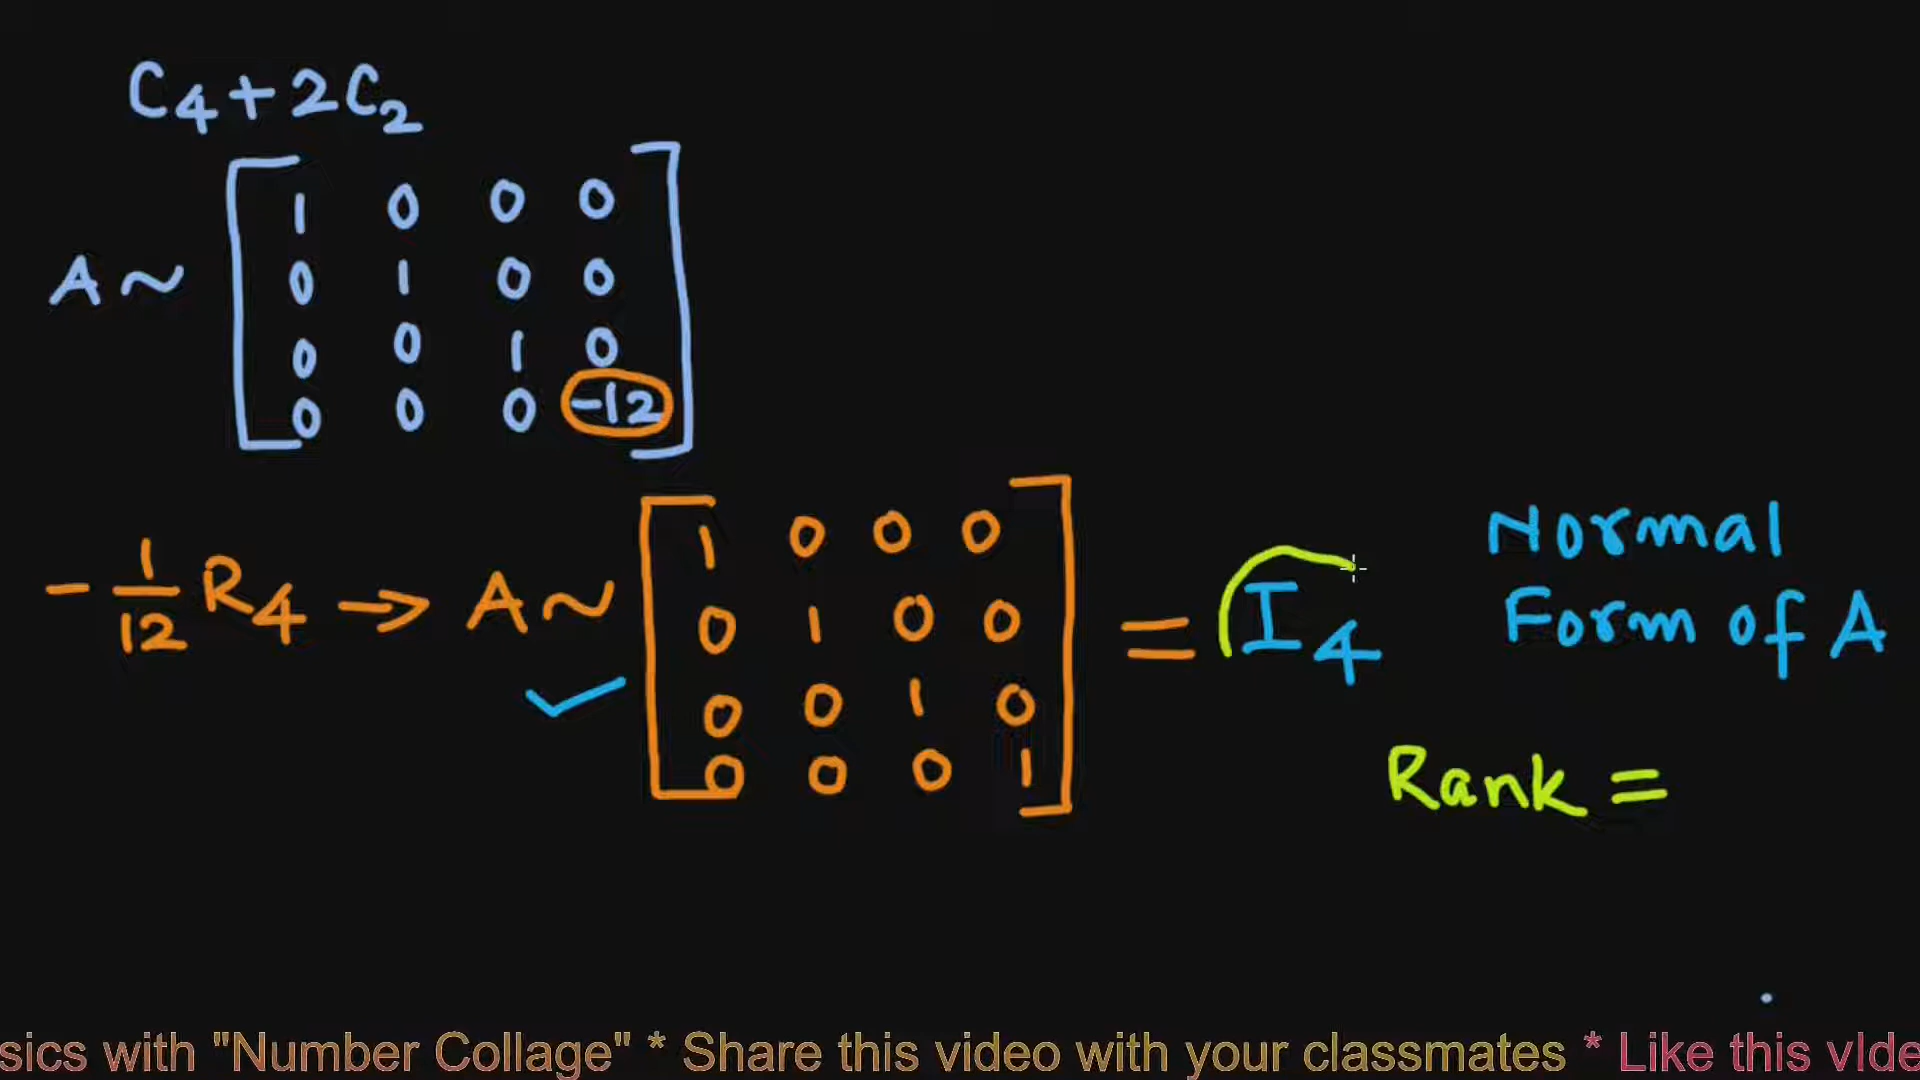 C₄+2C₂
A ~ [ 1 0 0 0
0 1 0 0
0 0 1 0
0 0 0 -12 ]
- 1/12 R₄ → A ~ [ 1 0 0 0
0 1 0 0
0 0 1 0
0 0 0 1 ] = I₄
Normal
Form of A
Rank =
sics with "Number Collage" * Share this video with your classmates * Like this vide